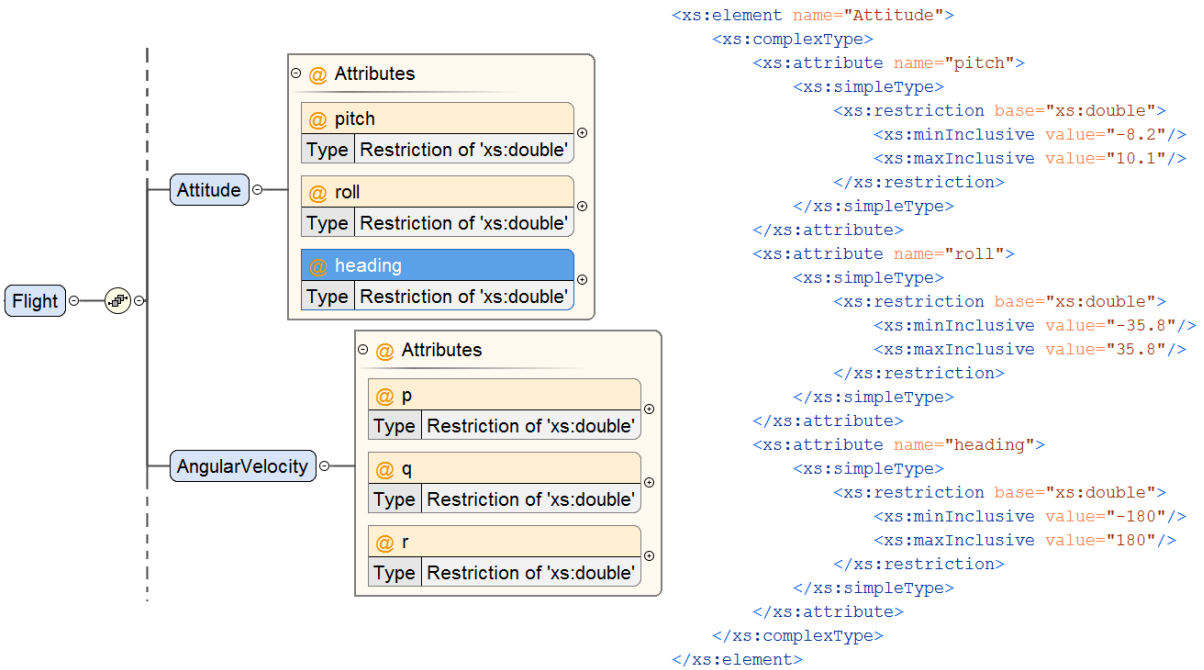 Flight
Attitude
@ Attributes
@ pitch
Type Restriction of 'xs:double'
@ roll
Type Restriction of 'xs:double'
@ heading
Type Restriction of 'xs:double'
AngularVelocity
@ Attributes
@ p
Type Restriction of 'xs:double'
@ q
Type Restriction of 'xs:double'
@ r
Type Restriction of 'xs:double'
<xs:element name="Attitude">
<xs:complexType>
<xs:attribute name="pitch">
<xs:simpleType>
<xs:restriction base="xs:double">
<xs:minInclusive value="-8.2"/>
<xs:maxInclusive value="10.1"/>
</xs:restriction>
</xs:simpleType>
</xs:attribute>
<xs:attribute name="roll">
<xs:simpleType>
<xs:restriction base="xs:double">
<xs:minInclusive value="-35.8"/>
<xs:maxInclusive value="35.8"/>
</xs:restriction>
</xs:simpleType>
</xs:attribute>
<xs:attribute name="heading">
<xs:simpleType>
<xs:restriction base="xs:double">
<xs:minInclusive value="-180"/>
<xs:maxInclusive value="180"/>
</xs:restriction>
</xs:simpleType>
</xs:attribute>
</xs:complexType>
</xs:element>